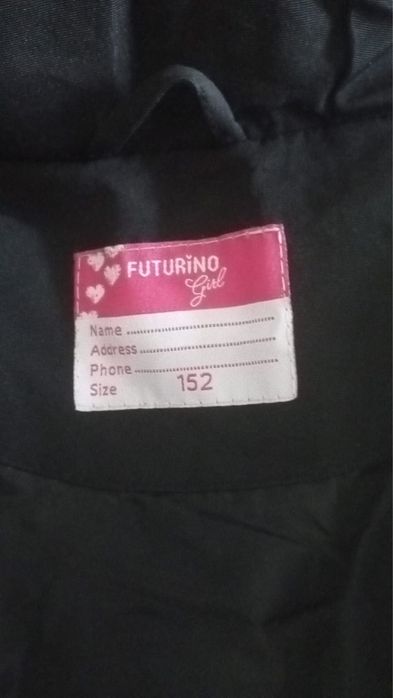 FUTURINO
Girl
Name
Address
Phone
Size 152